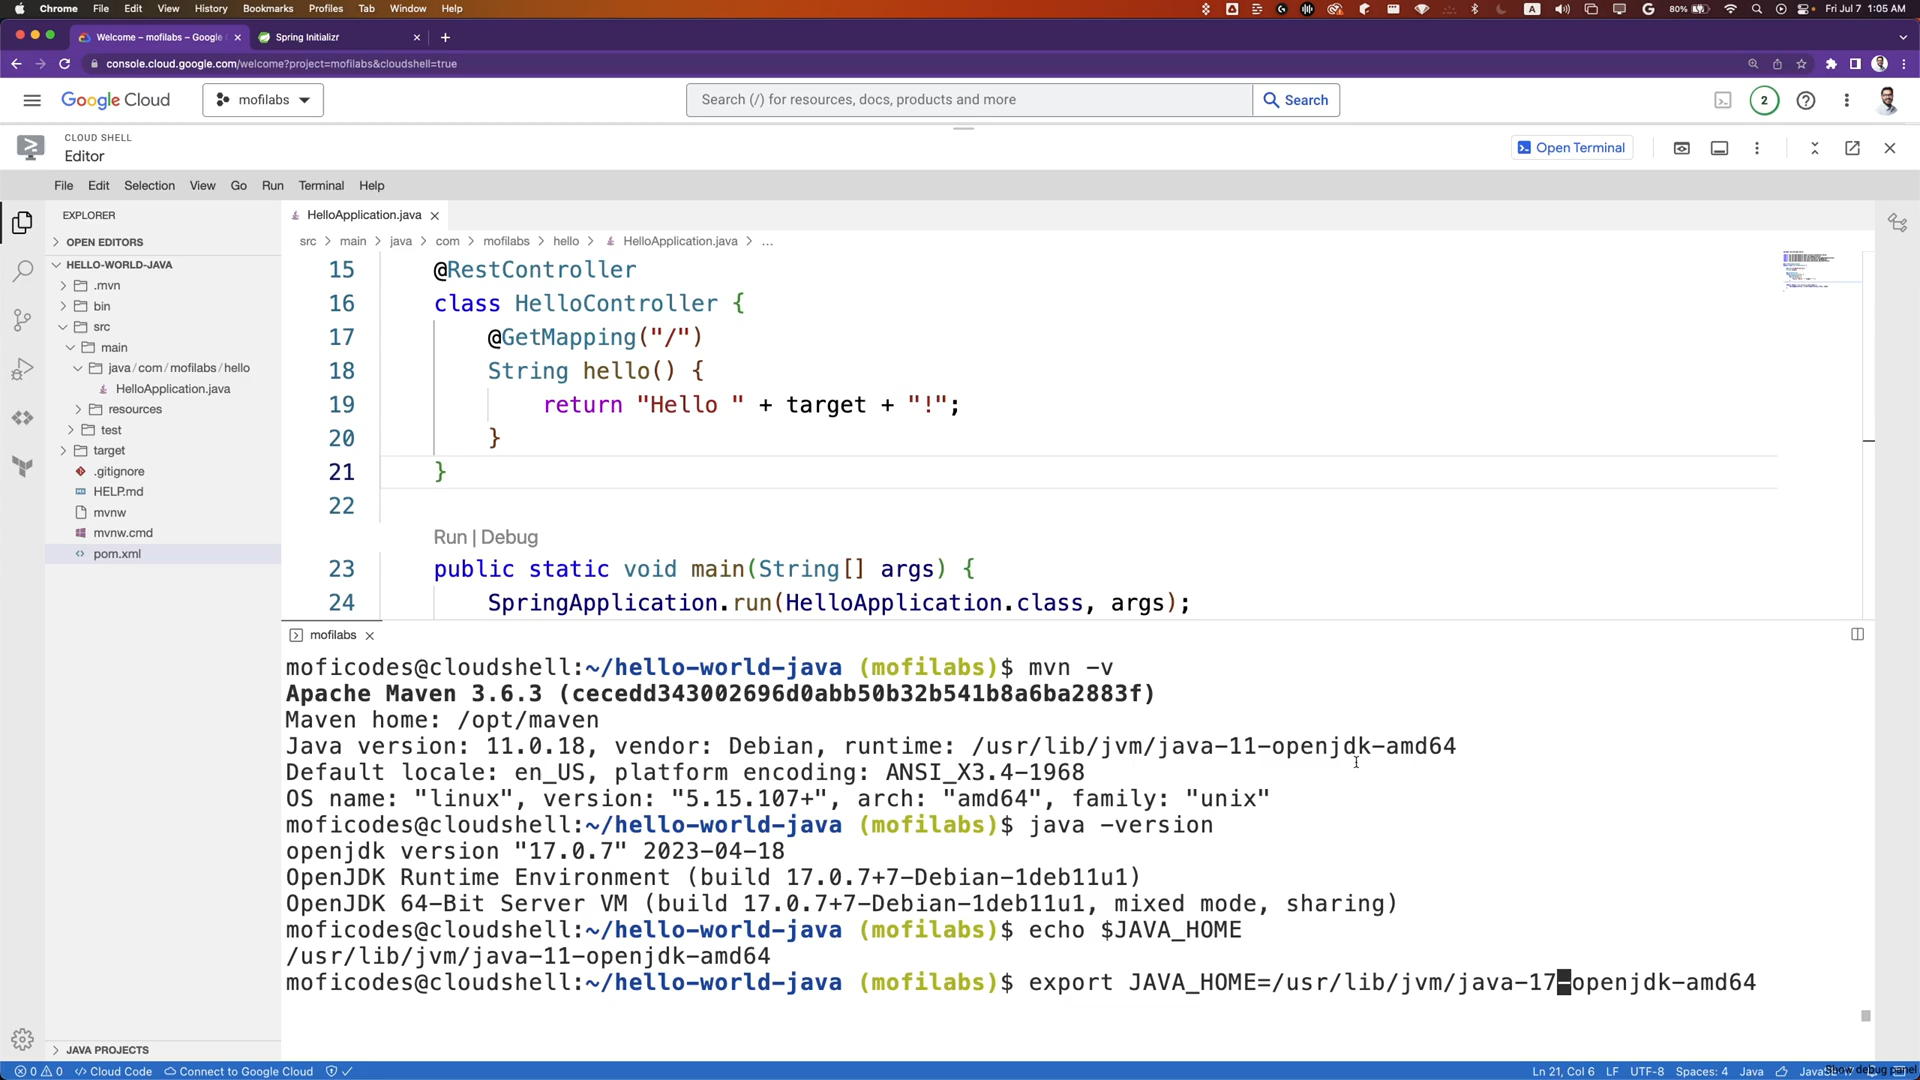 Chrome File Edit View History Bookmarks Profiles Tab Window Help A 80% Fri Jul 7 1:05 AM
Welcome – mofilabs – Google Spring Initializr
console.cloud.google.com/welcome?project=mofilabs&cloudshell=true
Google Cloud mofilabs Search (/) for resources, docs, products and more Search 2
CLOUD SHELL
Editor Open Terminal
File Edit Selection View Go Run Terminal Help
EXPLORER HelloApplication.java
OPEN EDITORS src > main > java > com > mofilabs > hello > HelloApplication.java > ...
HELLO-WORLD-JAVA
.mvn
bin
src
main
java/com/mofilabs/hello
HelloApplication.java
resources
test
target
.gitignore
HELP.md
mvnw
mvnw.cmd
pom.xml
JAVA PROJECTS
15 @RestController
16 class HelloController {
17 @GetMapping("/")
18 String hello() {
19 return "Hello " + target + "!";
20 }
21 }
22
Run | Debug
23 public static void main(String[] args) {
24 SpringApplication.run(HelloApplication.class, args);
mofilabs
moficodes@cloudshell:~/hello-world-java (mofilabs)$ mvn -v
Apache Maven 3.6.3 (cecedd343002696d0abb50b32b541b8a6ba2883f)
Maven home: /opt/maven
Java version: 11.0.18, vendor: Debian, runtime: /usr/lib/jvm/java-11-openjdk-amd64
Default locale: en_US, platform encoding: ANSI_X3.4-1968
OS name: "linux", version: "5.15.107+", arch: "amd64", family: "unix"
moficodes@cloudshell:~/hello-world-java (mofilabs)$ java -version
openjdk version "17.0.7" 2023-04-18
OpenJDK Runtime Environment (build 17.0.7+7-Debian-1deb11u1)
OpenJDK 64-Bit Server VM (build 17.0.7+7-Debian-1deb11u1, mixed mode, sharing)
moficodes@cloudshell:~/hello-world-java (mofilabs)$ echo $JAVA_HOME
/usr/lib/jvm/java-11-openjdk-amd64
moficodes@cloudshell:~/hello-world-java (mofilabs)$ export JAVA_HOME=/usr/lib/jvm/java-17-openjdk-amd64
0 0 Cloud Code Connect to Google Cloud Ln 21, Col 6 LF UTF-8 Spaces: 4 Java Show debug panel